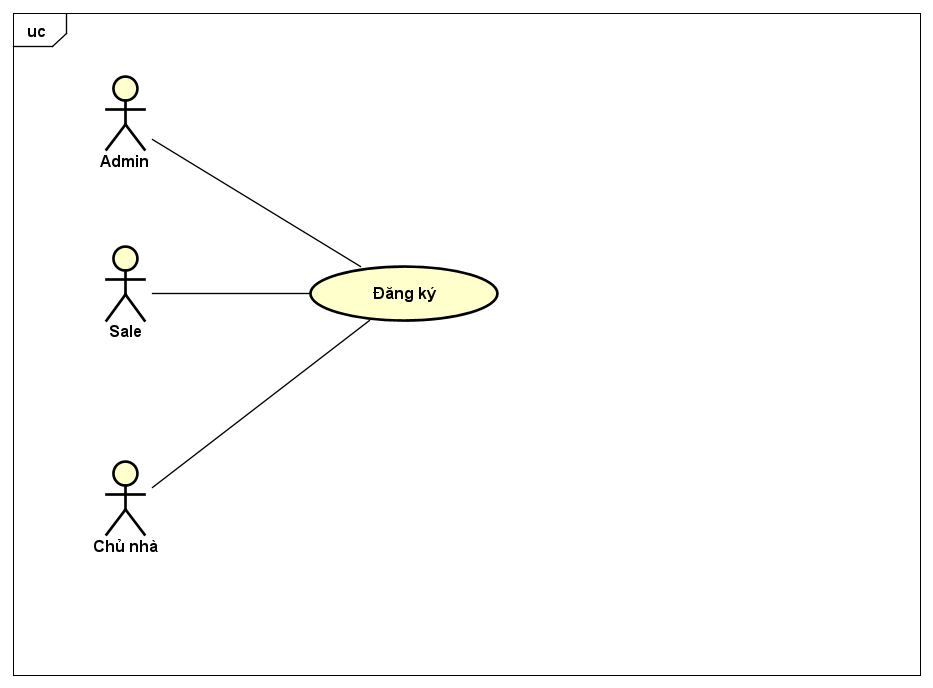 uc
Admin
Sale
Đăng ký
Chủ nhà